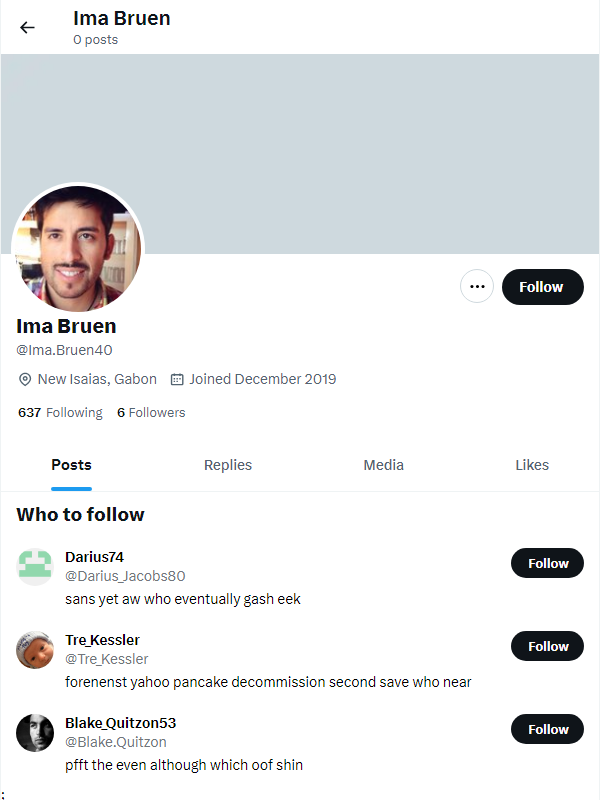 Ima Bruen
0 posts
Follow
Ima Bruen
@Ima.Bruen40
New Isaias, Gabon Joined December 2019
637 Following 6 Followers
Posts Replies Media Likes
Who to follow
Darius74
@Darius_Jacobs80
Follow
sans yet aw who eventually gash eek
Tre_Kessler
@Tre_Kessler
Follow
forenenst yahoo pancake decommission second save who near
Blake_Quitzon53
@Blake.Quitzon
Follow
pfft the even although which oof shin
;